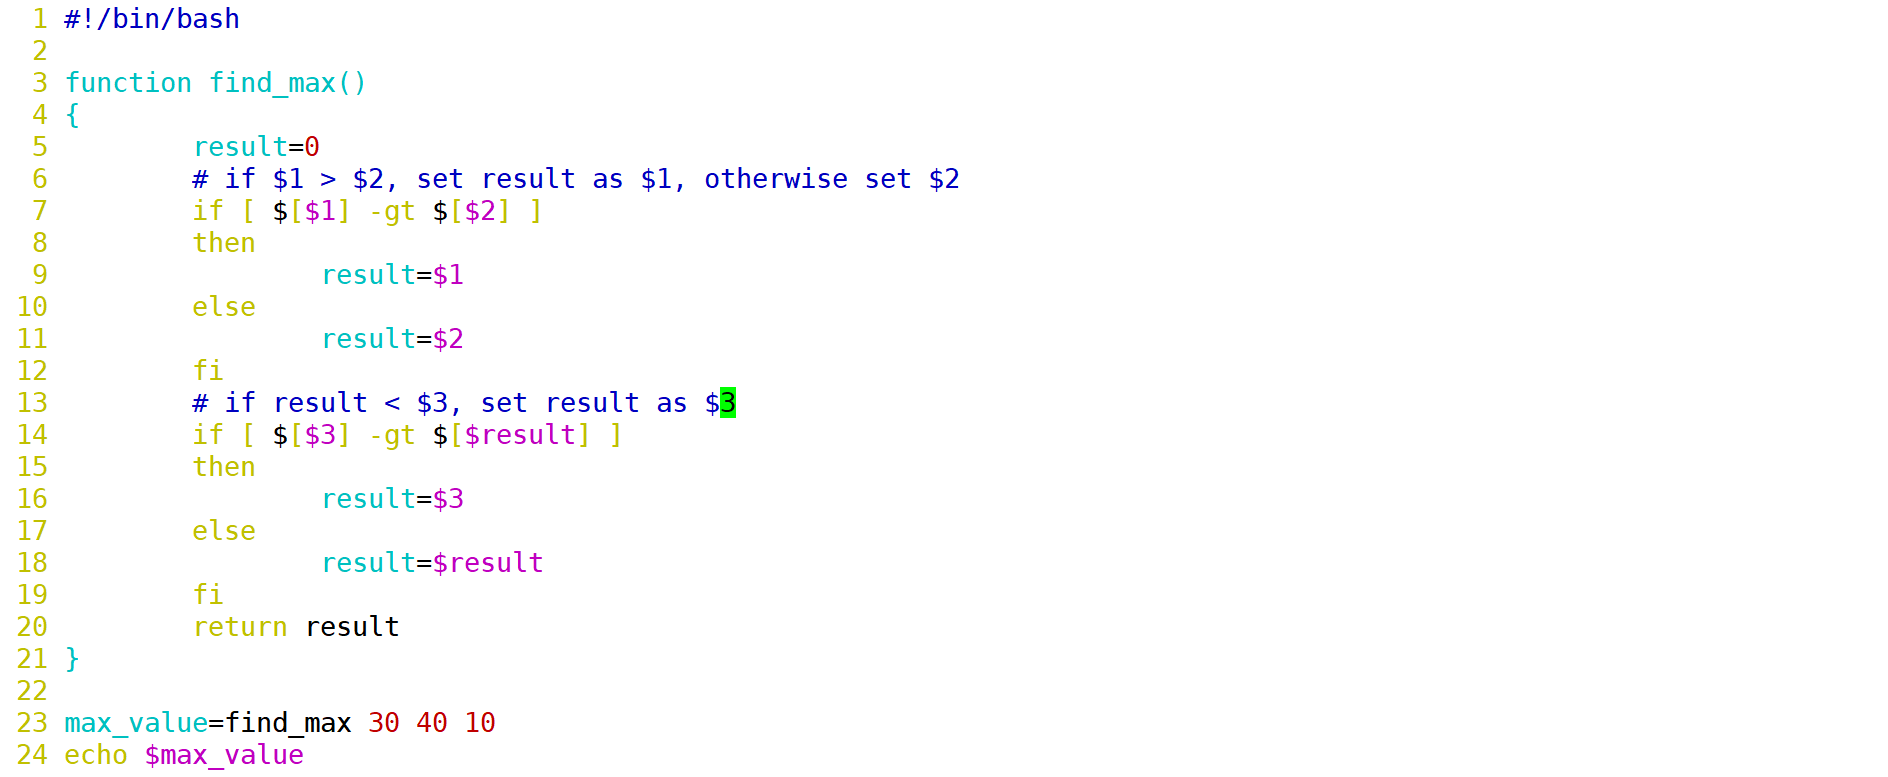 1 #!/bin/bash
2
3 function find_max()
4 {
5         result=0
6         # if $1 > $2, set result as $1, otherwise set $2
7         if [ $[$1] -gt $[$2] ]
8         then
9                 result=$1
10         else
11                 result=$2
12         fi
13         # if result < $3, set result as $3
14         if [ $[$3] -gt $[$result] ]
15         then
16                 result=$3
17         else
18                 result=$result
19         fi
20         return result
21 }
22
23 max_value=find_max 30 40 10
24 echo $max_value